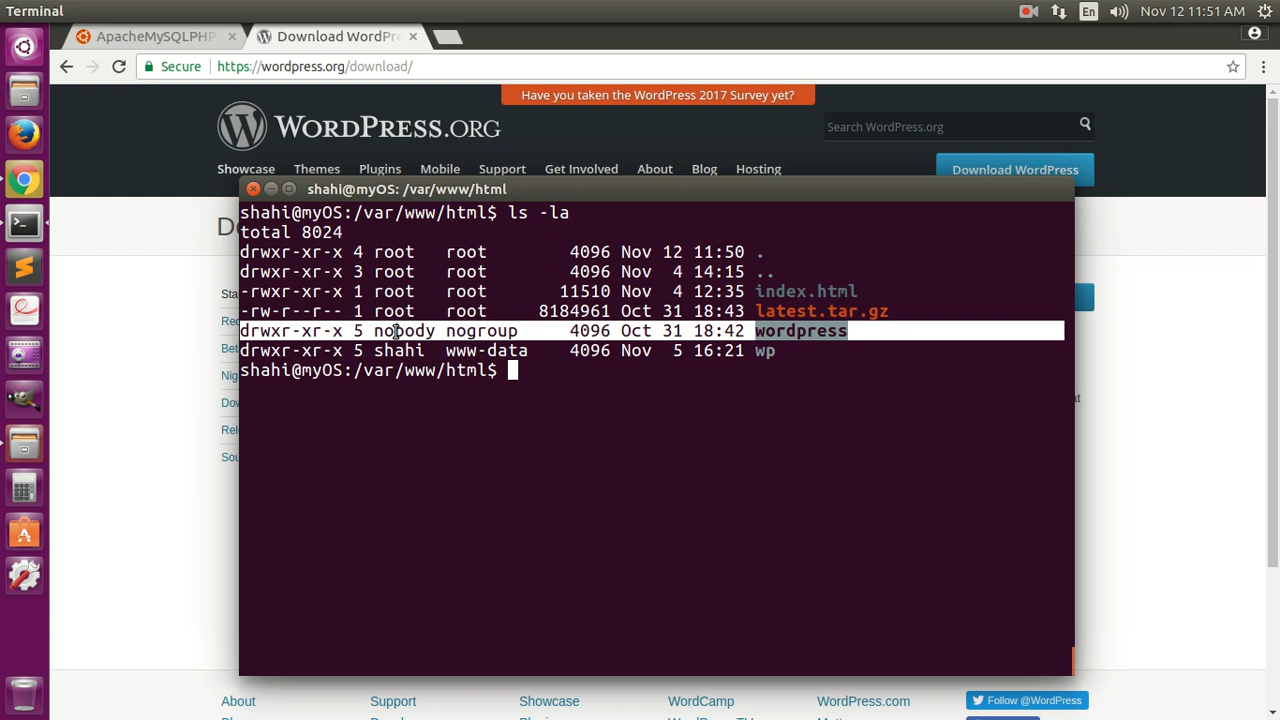 Terminal
En
Nov 12 11:51 AM
ApacheMySQLPHP
Download WordPr
Secure
https://wordpress.org/download/
Have you taken the WordPress 2017 Survey yet?
WORDPRESS.ORG
Search WordPress.org
Showcase Themes Plugins Mobile Support Get Involved About Blog Hosting
Download WordPress
shahi@myOS: /var/www/html
shahi@myOS:/var/www/html$ ls -la
total 8024
drwxr-xr-x 4 root   root      4096 Nov 12 11:50 .
drwxr-xr-x 3 root   root      4096 Nov  4 14:15 ..
-rwxr-xr-x 1 root   root     11510 Nov  4 12:35 index.html
-rw-r--r-- 1 root   root   8184961 Oct 31 18:43 latest.tar.gz
drwxr-xr-x 5 nobody nogroup    4096 Oct 31 18:42 wordpress
drwxr-xr-x 5 shahi  www-data   4096 Nov  5 16:21 wp
shahi@myOS:/var/www/html$
About Support Showcase WordCamp WordPress.com
Follow @WordPress